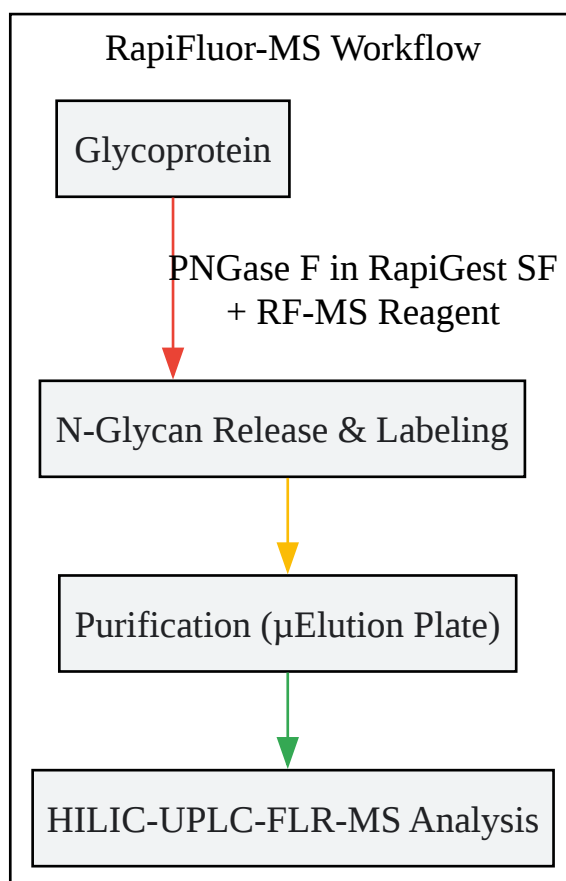 RapiFluor-MS Workflow
Glycoprotein
PNGase F in RapiGest SF
+ RF-MS Reagent
N-Glycan Release & Labeling
Purification (µElution Plate)
HILIC-UPLC-FLR-MS Analysis